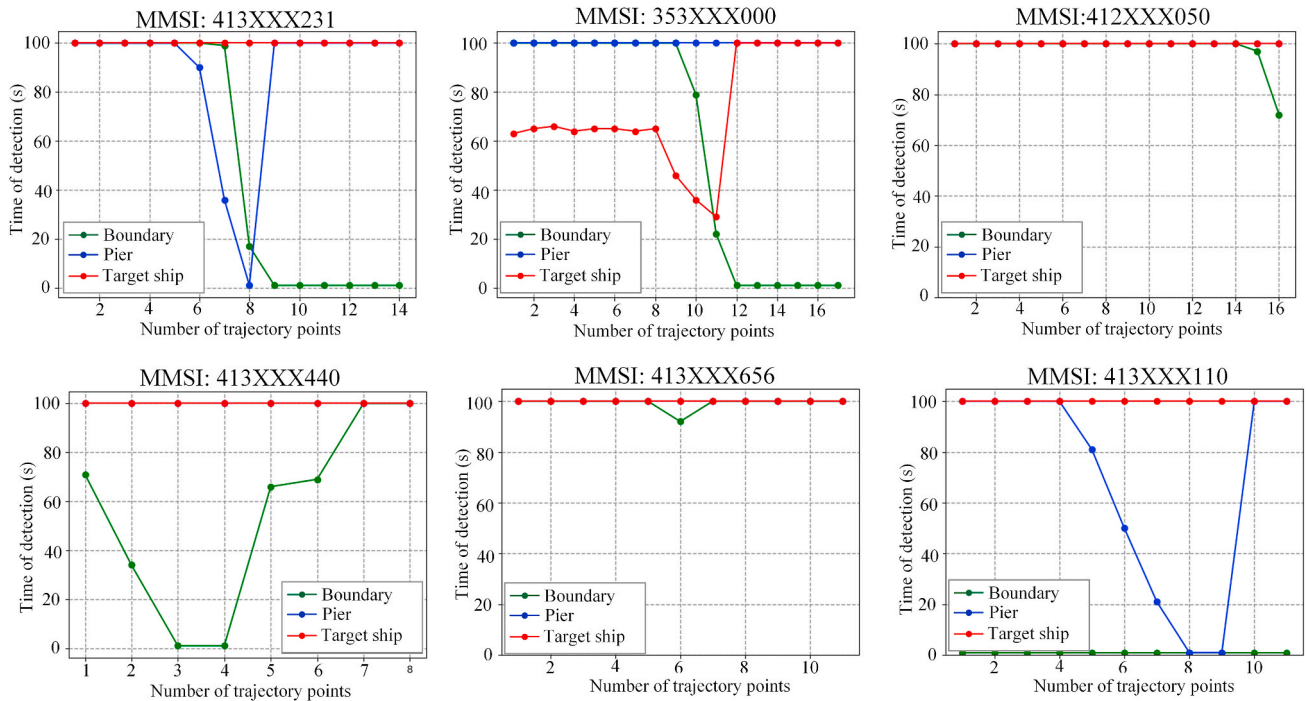 MMSI: 413XXX231
100
80
60
40
20
0
Time of detection (s)
Boundary
Pier
Target ship
2 4 6 8 10 12 14
Number of trajectory points
MMSI: 353XXX000
100
80
60
40
20
0
Time of detection (s)
Boundary
Pier
Target ship
2 4 6 8 10 12 14 16
Number of trajectory points
MMSI:412XXX050
100
80
60
40
20
0
Time of detection (s)
Boundary
Pier
Target ship
2 4 6 8 10 12 14 16
Number of trajectory points
MMSI: 413XXX440
100
80
60
40
20
0
Time of detection (s)
Boundary
Pier
Target ship
1 2 3 4 5 6 7 8
Number of trajectory points
MMSI: 413XXX656
100
80
60
40
20
0
Time of detection (s)
Boundary
Pier
Target ship
2 4 6 8 10
Number of trajectory points
MMSI: 413XXX110
100
80
60
40
20
0
Time of detection (s)
Boundary
Pier
Target ship
2 4 6 8 10
Number of trajectory points